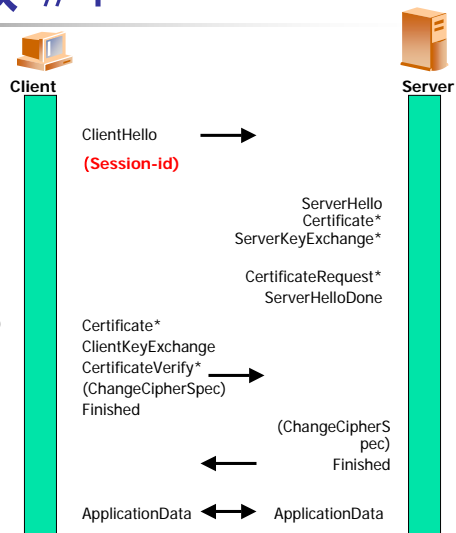 Client
Server
ClientHello
(Session-id)
ServerHello
Certificate*
ServerKeyExchange*
CertificateRequest*
ServerHelloDone
Certificate*
ClientKeyExchange
CertificateVerify*
(ChangeCipherSpec)
Finished
(ChangeCipherS
pec)
Finished
ApplicationData
ApplicationData